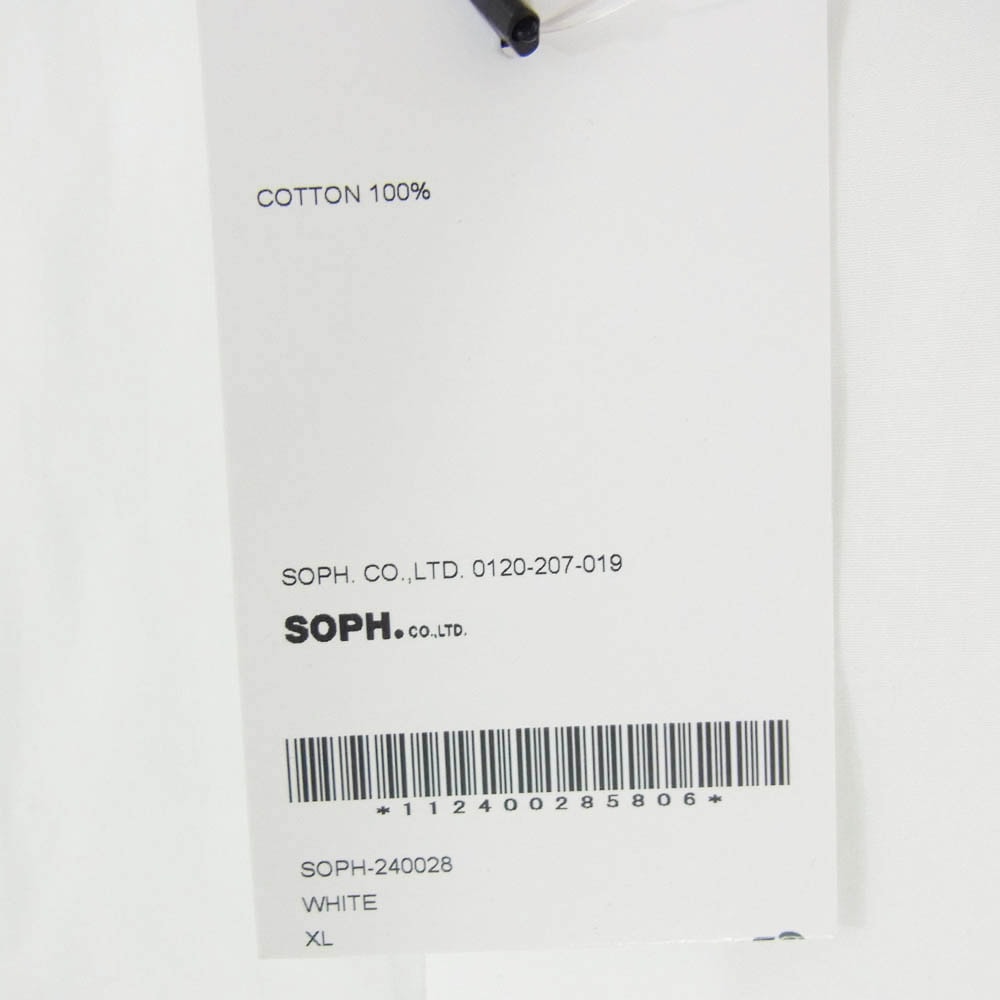 COTTON 100%
SOPH. CO.,LTD. 0120-207-019
SOPH. CO.,LTD.
*112400285806*
SOPH-240028
WHITE
XL